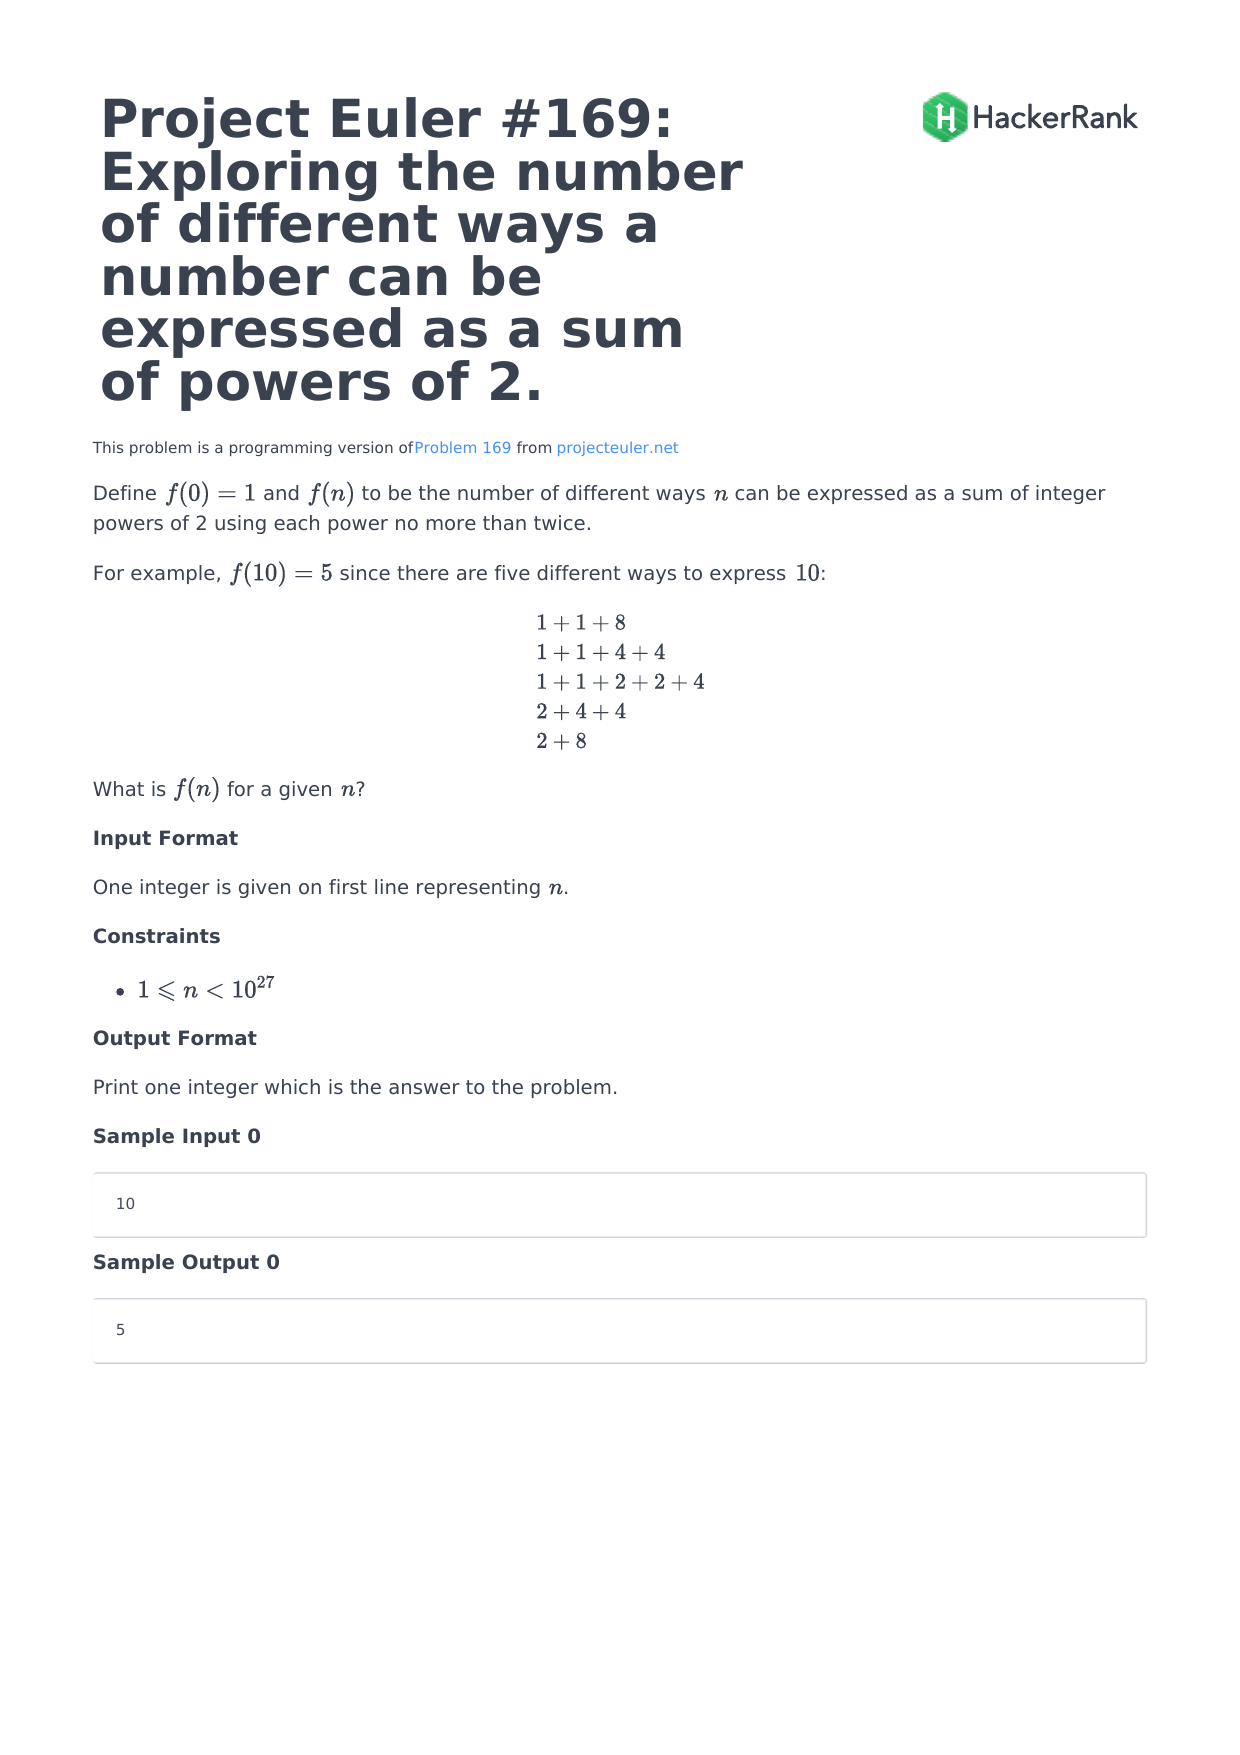 Project Euler #169:
Exploring the number
of different ways a
number can be
expressed as a sum
of powers of 2.
HackerRank
This problem is a programming version ofProblem 169 from projecteuler.net
Define f(0) = 1 and f(n) to be the number of different ways n can be expressed as a sum of integer
powers of 2 using each power no more than twice.
For example, f(10) = 5 since there are five different ways to express 10:
1 + 1 + 8
1 + 1 + 4 + 4
1 + 1 + 2 + 2 + 4
2 + 4 + 4
2 + 8
What is f(n) for a given n?
Input Format
One integer is given on first line representing n.
Constraints
• 1 ⩽ n < 10²⁷
Output Format
Print one integer which is the answer to the problem.
Sample Input 0
10
Sample Output 0
5